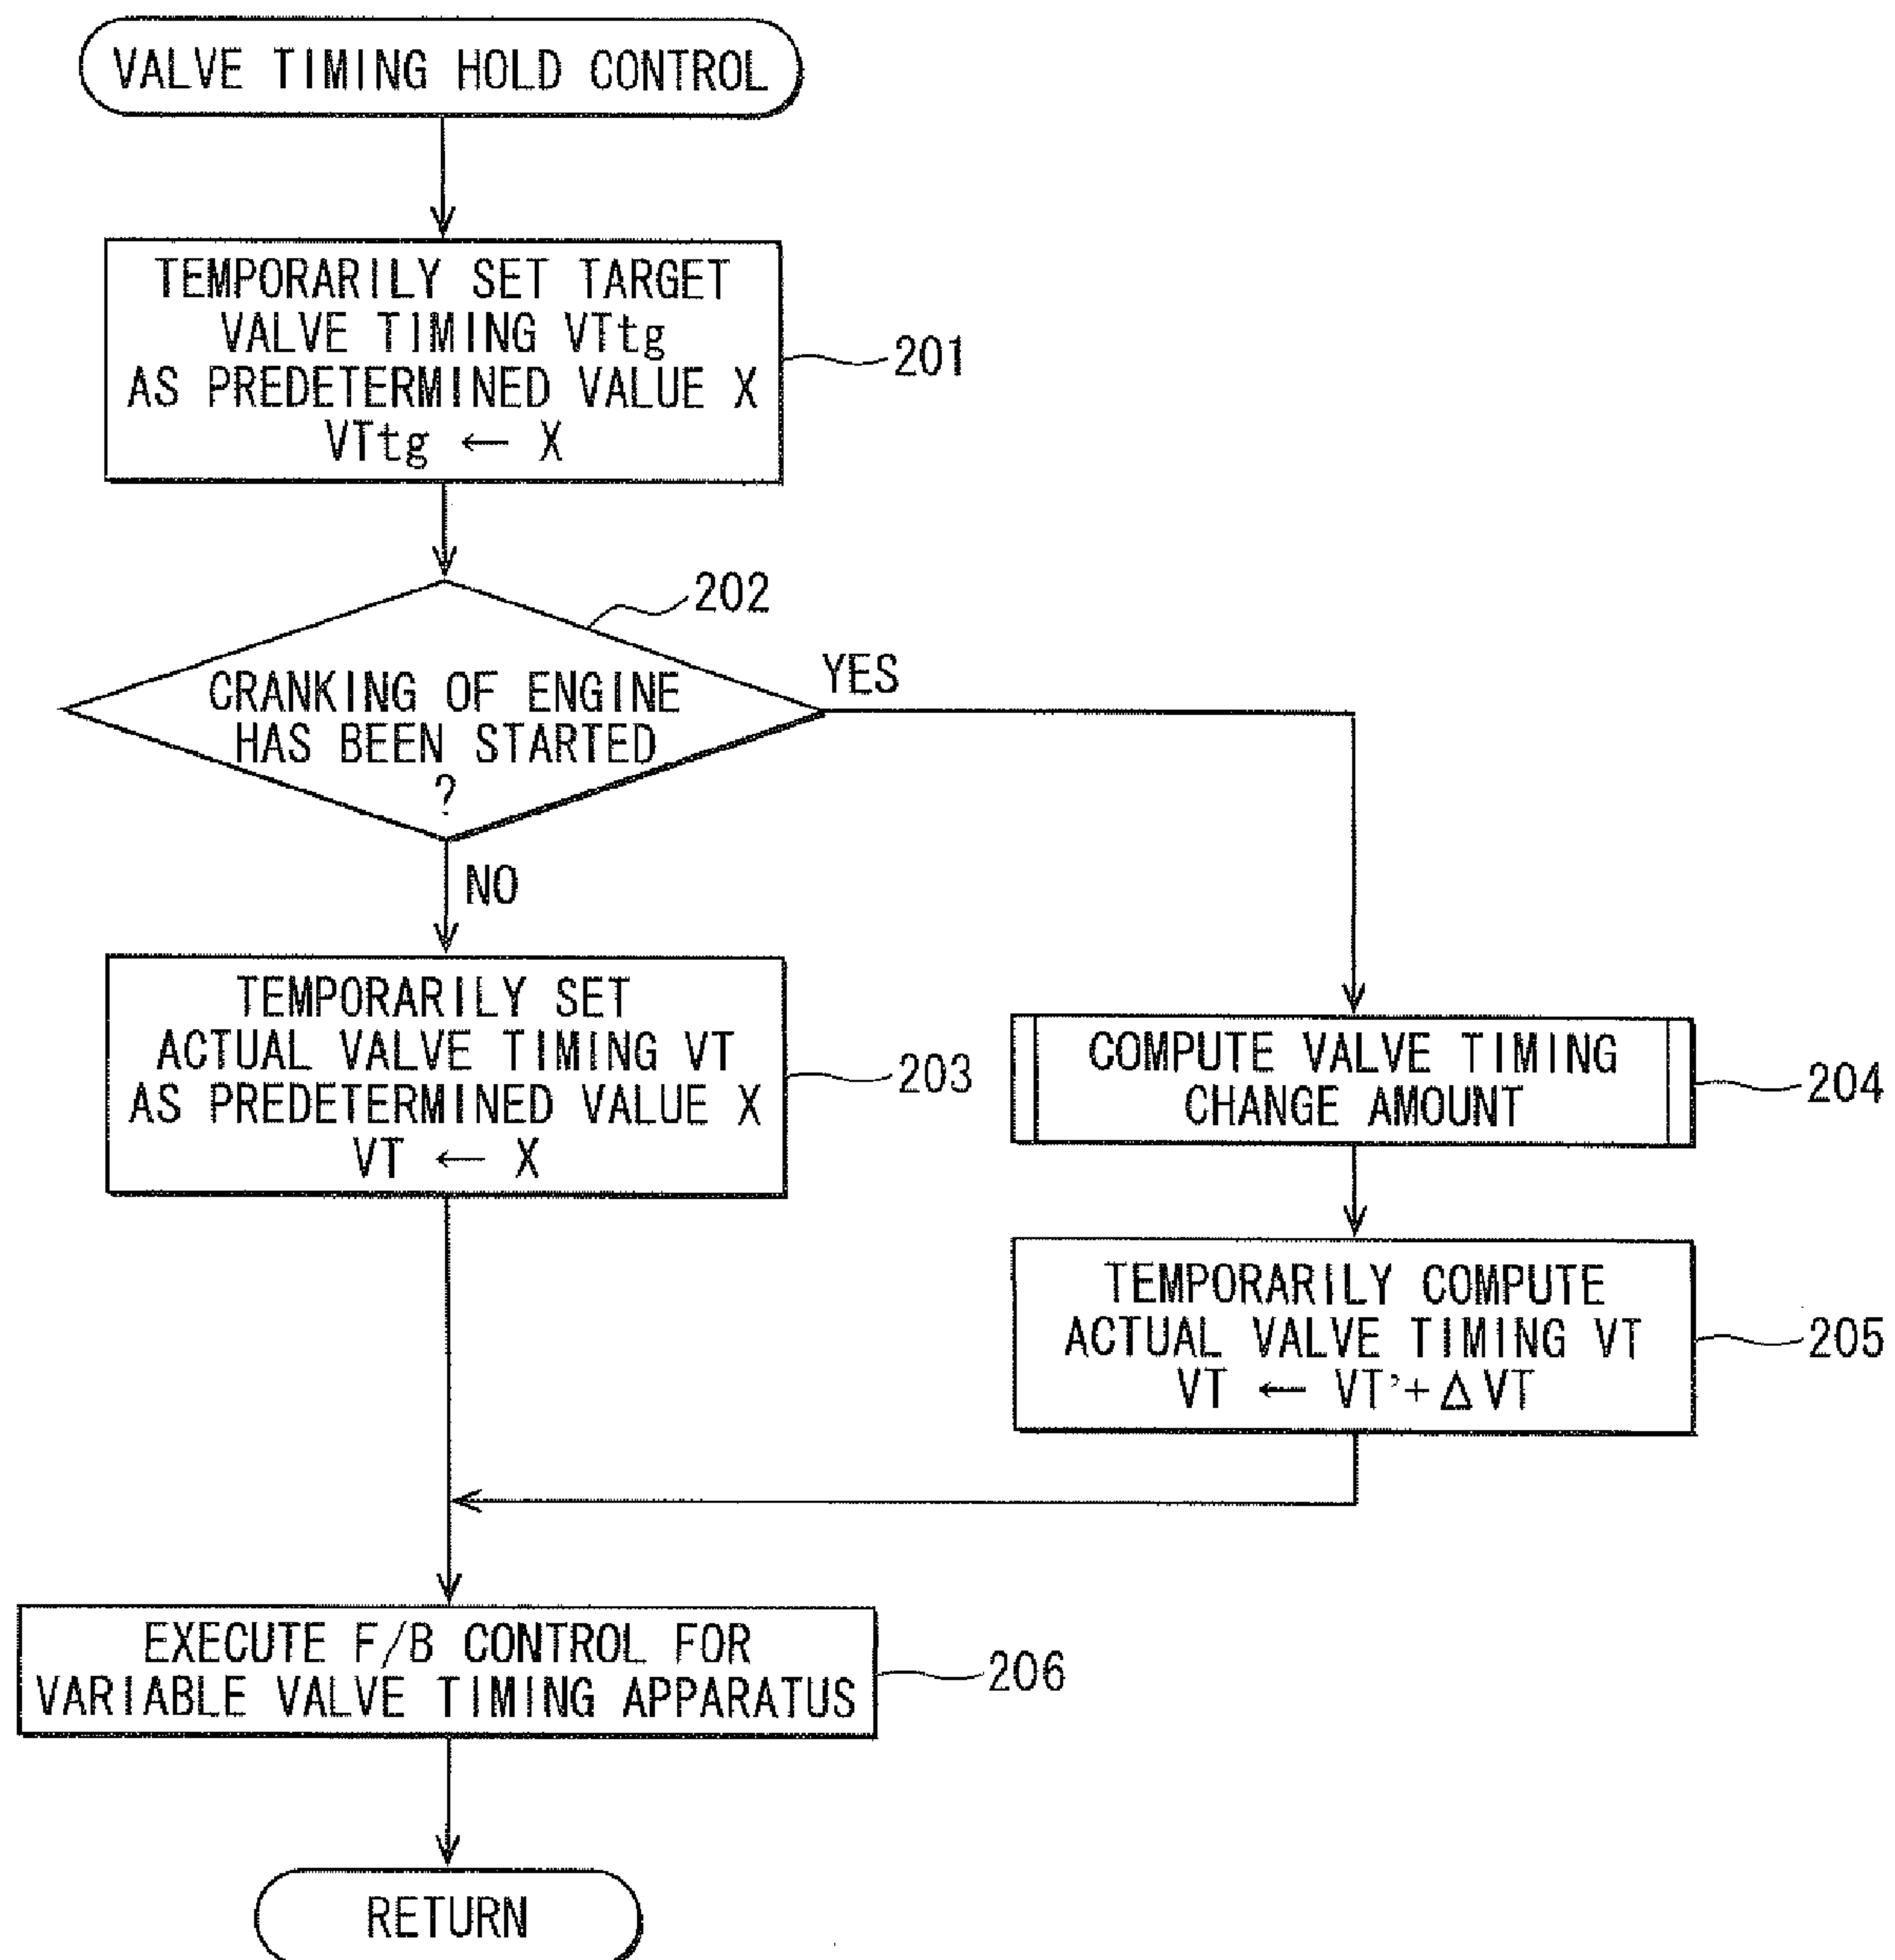 VALVE TIMING HOLD CONTROL
TEMPORARILY SET TARGET
VALVE TIMING VTtg
AS PREDETERMINED VALUE X
VTtg ← X
201
202
CRANKING OF ENGINE
HAS BEEN STARTED
?
YES
NO
TEMPORARILY SET
ACTUAL VALVE TIMING VT
AS PREDETERMINED VALUE X
VT ← X
203
COMPUTE VALVE TIMING
CHANGE AMOUNT
204
TEMPORARILY COMPUTE
ACTUAL VALVE TIMING VT
VT ← VT'+ΔVT
205
EXECUTE F/B CONTROL FOR
VARIABLE VALVE TIMING APPARATUS
206
RETURN